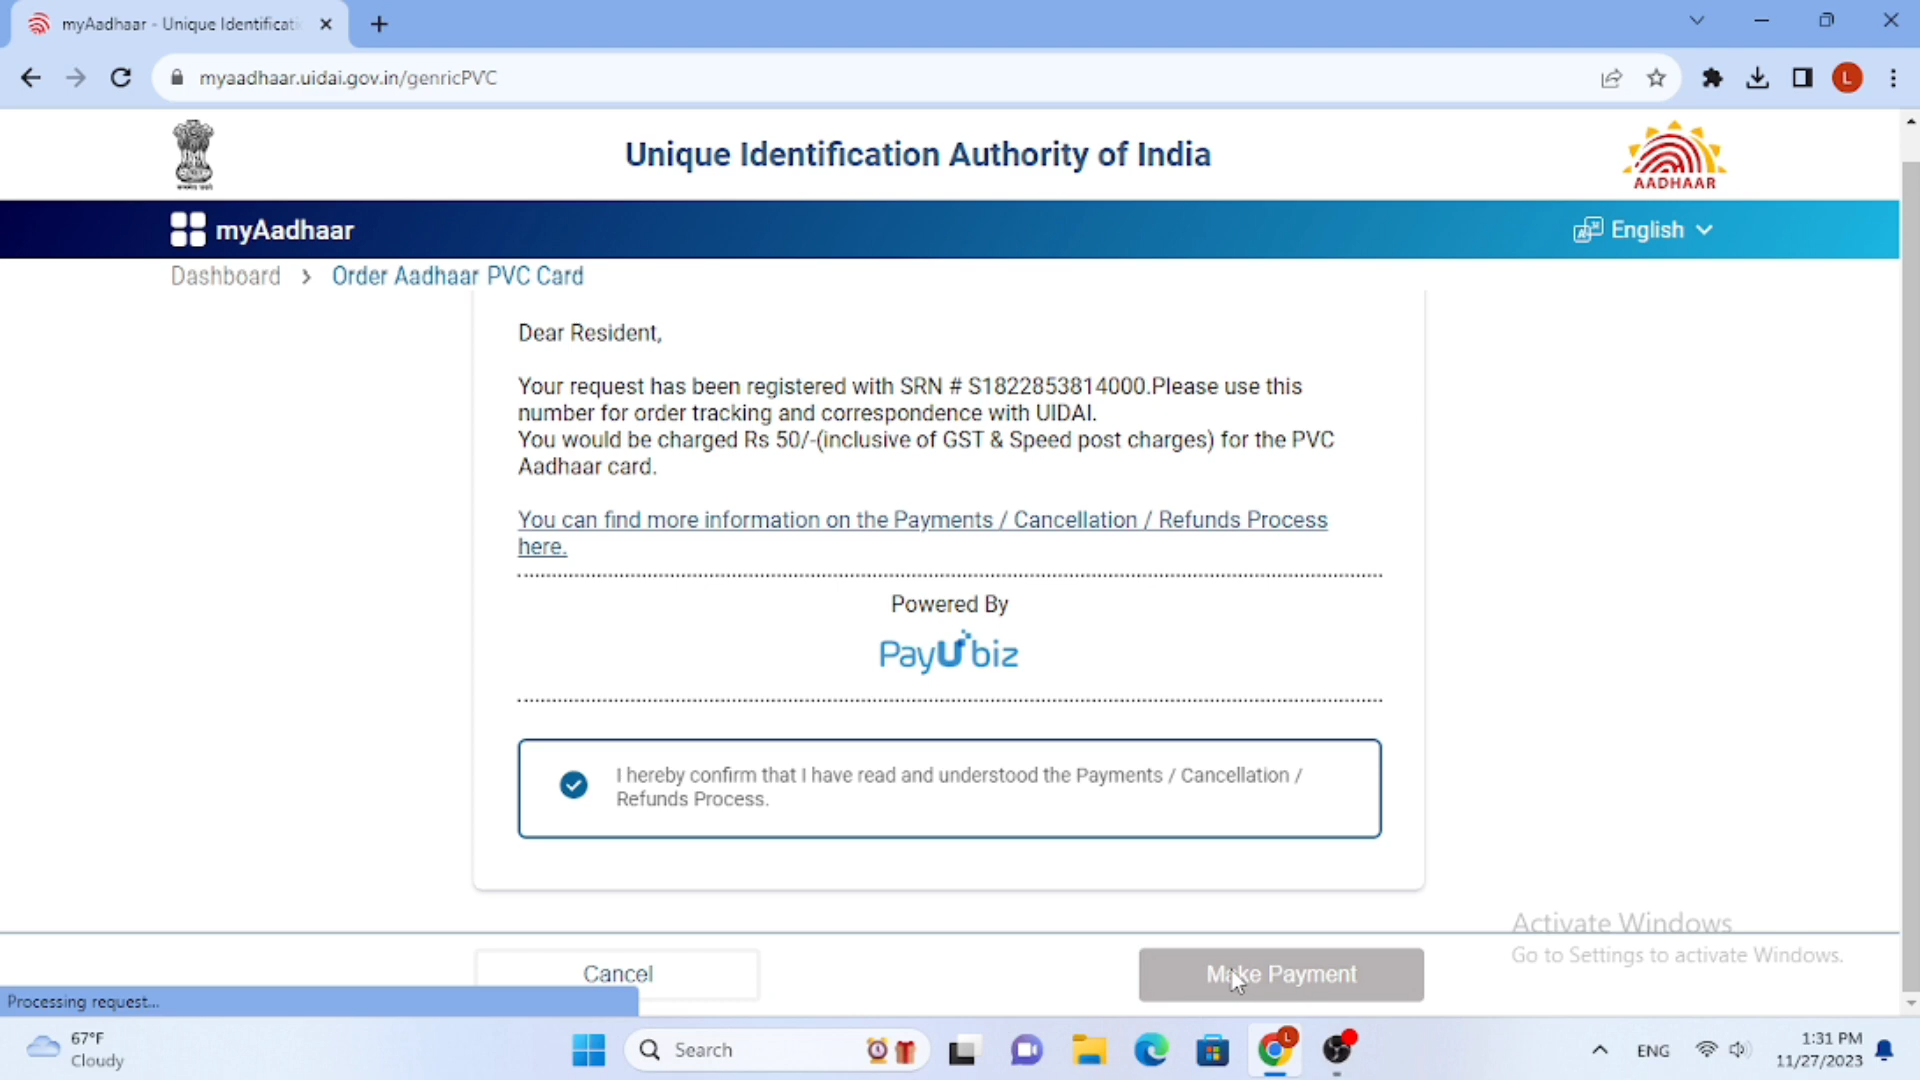 myAadhaar - Unique Identificati
myaadhaar.uidai.gov.in/genricPVC
L
Unique Identification Authority of India
AADHAAR
myAadhaar
English
Dashboard > Order Aadhaar PVC Card
Dear Resident,
Your request has been registered with SRN # S1822853814000.Please use this
number for order tracking and correspondence with UIDAI.
You would be charged Rs 50/-(inclusive of GST & Speed post charges) for the PVC
Aadhaar card.
You can find more information on the Payments / Cancellation / Refunds Process
here.
Powered By
PayUbiz
I hereby confirm that I have read and understood the Payments / Cancellation /
Refunds Process.
Activate Windows
Go to Settings to activate Windows.
Cancel
Make Payment
Processing request...
67°F
Cloudy
Search
L
ENG
1:31 PM
11/27/2023